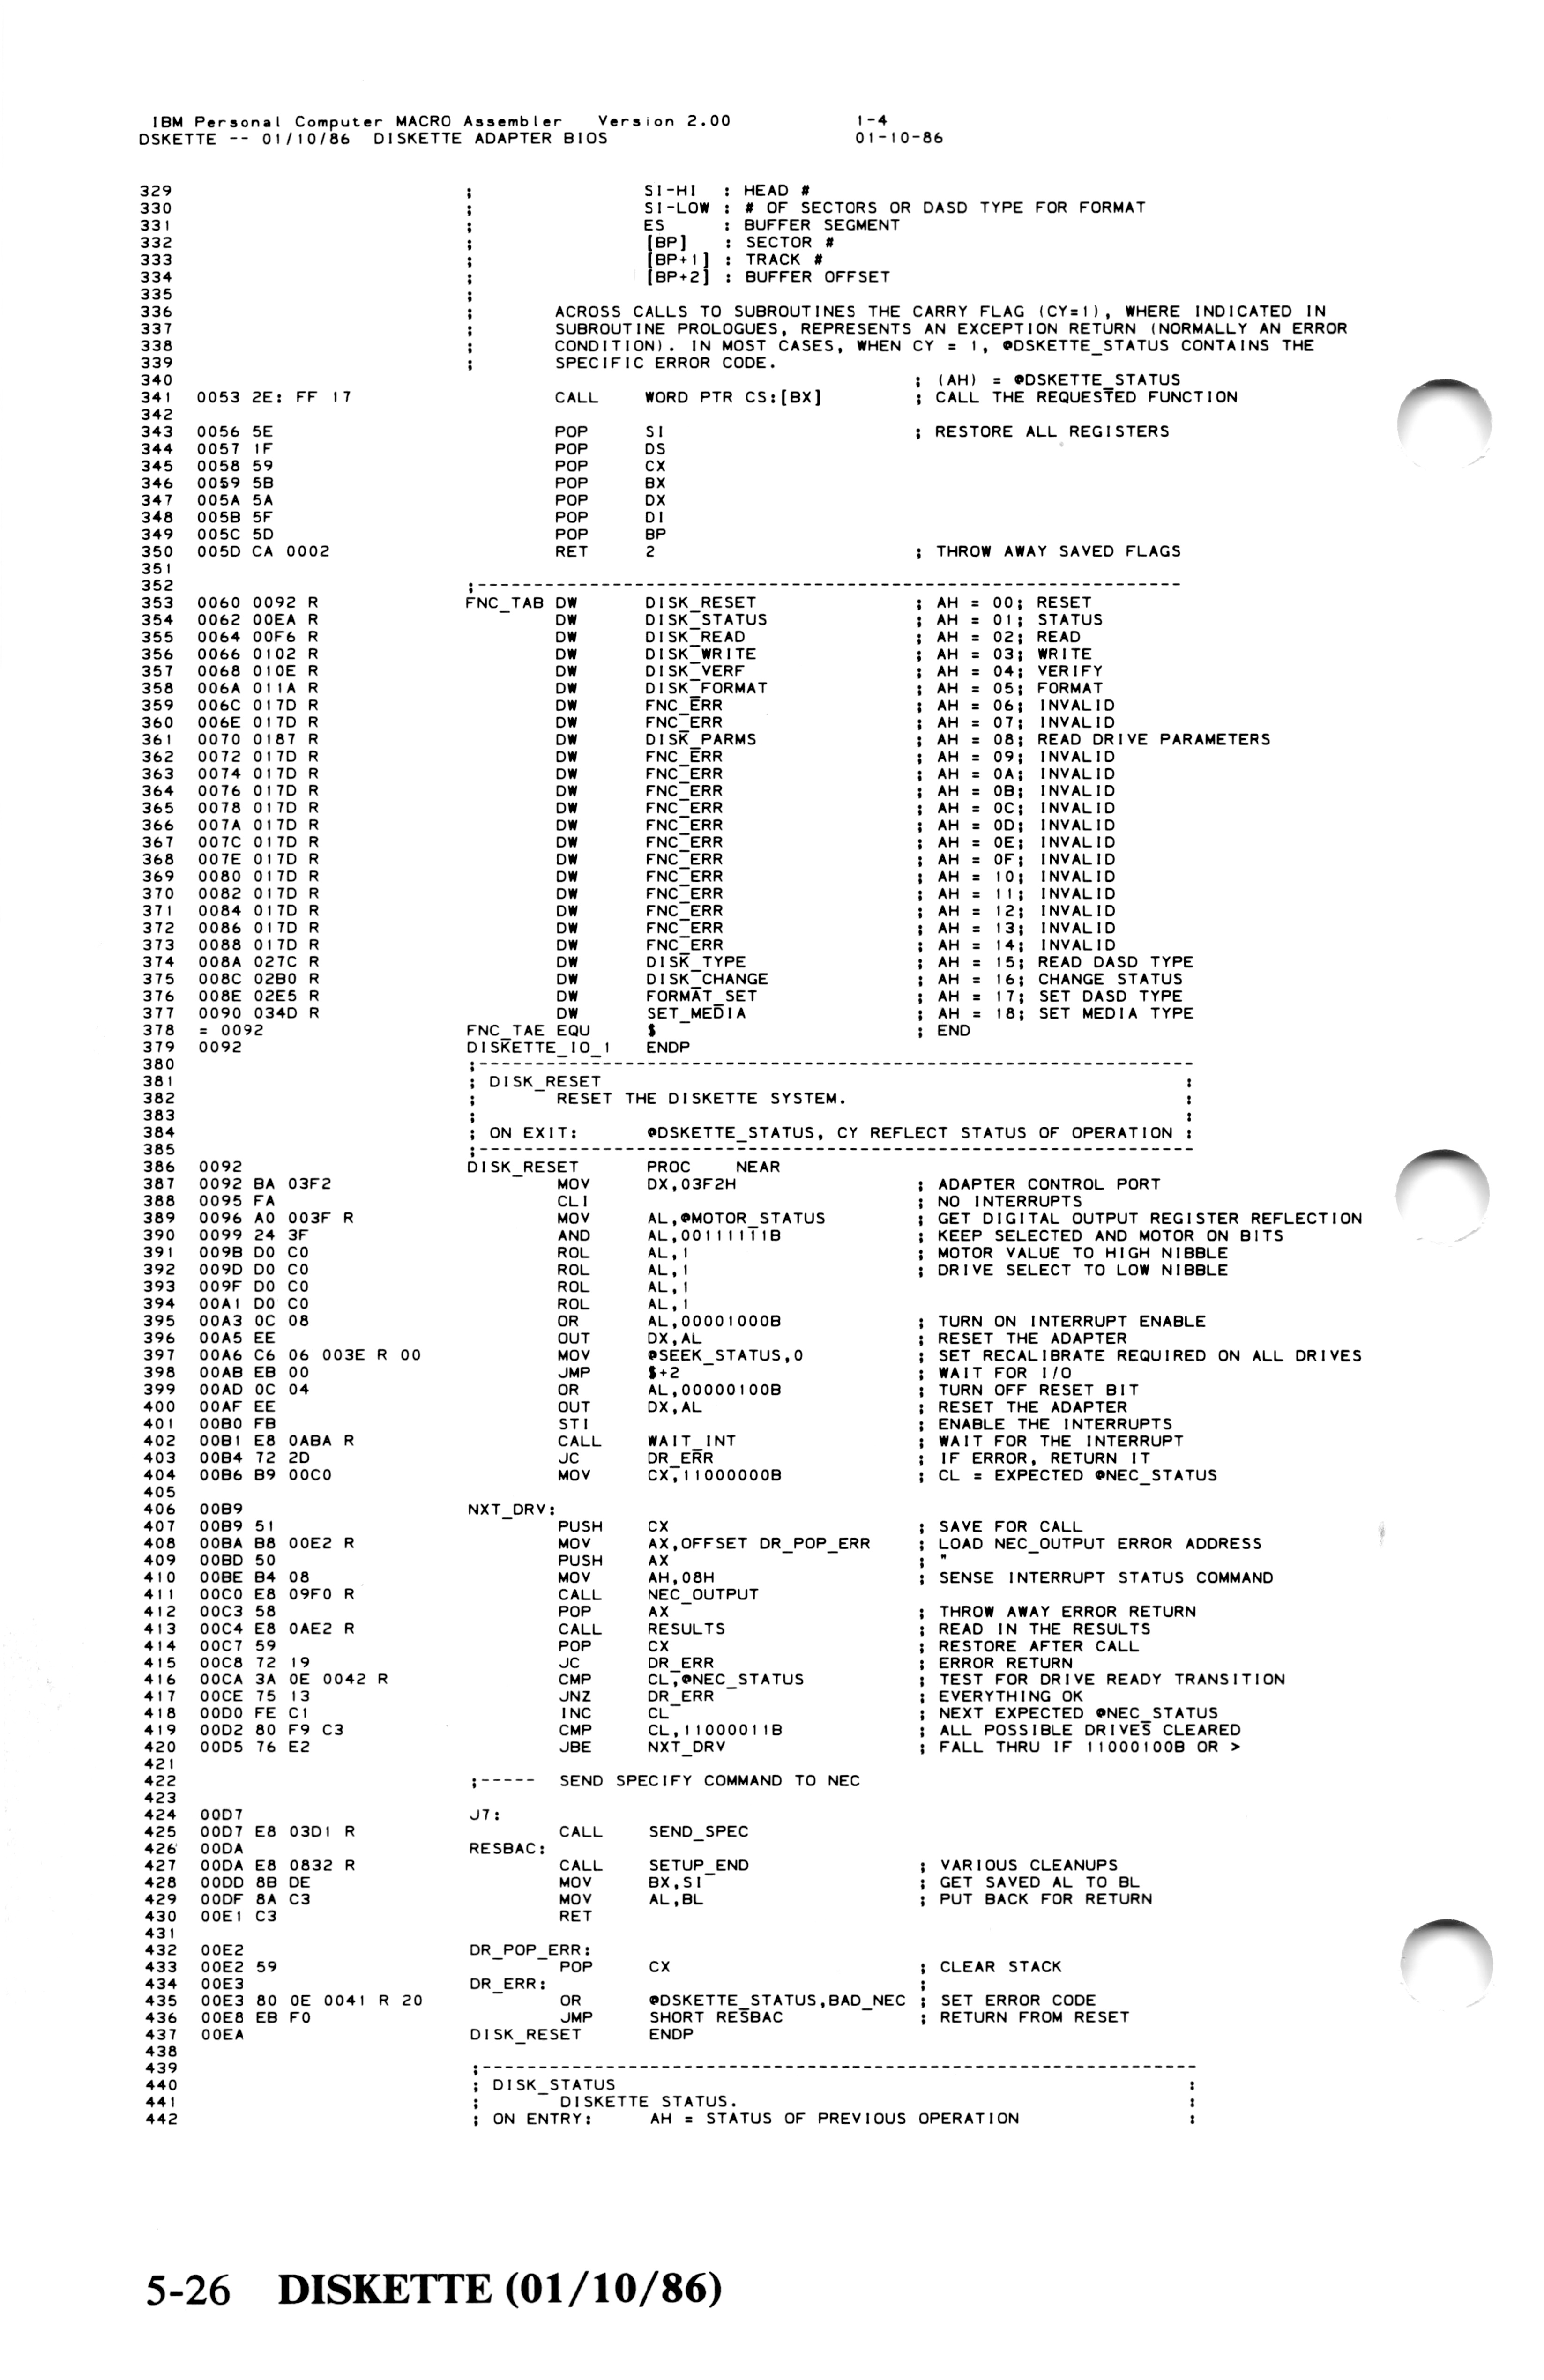 IBM Personal Computer MACRO Assembler   Version 2.00          1-4
DSKETTE -- 01/10/86  DISKETTE ADAPTER BIOS                    01-10-86
329 ; SI-HI : HEAD #
330 ; SI-LOW : # OF SECTORS OR DASD TYPE FOR FORMAT
331 ; ES : BUFFER SEGMENT
332 ; [BP] : SECTOR #
333 ; [BP+1] : TRACK #
334 ; [BP+2] : BUFFER OFFSET
335 ;
336 ; ACROSS CALLS TO SUBROUTINES THE CARRY FLAG (CY=1), WHERE INDICATED IN
337 ; SUBROUTINE PROLOGUES, REPRESENTS AN EXCEPTION RETURN (NORMALLY AN ERROR
338 ; CONDITION). IN MOST CASES, WHEN CY = 1, @DSKETTE_STATUS CONTAINS THE
339 ; SPECIFIC ERROR CODE.
340 ; (AH) = @DSKETTE_STATUS
341 0053 2E: FF 17 CALL WORD PTR CS:[BX] ; CALL THE REQUESTED FUNCTION
342
343 0056 5E POP SI ; RESTORE ALL REGISTERS
344 0057 1F POP DS
345 0058 59 POP CX
346 0059 5B POP BX
347 005A 5A POP DX
348 005B 5F POP DI
349 005C 5D POP BP
350 005D CA 0002 RET 2 ; THROW AWAY SAVED FLAGS
351
352 ;---------------------------------------------------------------
353 0060 0092 R FNC_TAB DW DISK_RESET ; AH = 00; RESET
354 0062 00EA R DW DISK_STATUS ; AH = 01; STATUS
355 0064 00F6 R DW DISK_READ ; AH = 02; READ
356 0066 0102 R DW DISK_WRITE ; AH = 03; WRITE
357 0068 010E R DW DISK_VERF ; AH = 04; VERIFY
358 006A 011A R DW DISK_FORMAT ; AH = 05; FORMAT
359 006C 017D R DW FNC_ERR ; AH = 06; INVALID
360 006E 017D R DW FNC_ERR ; AH = 07; INVALID
361 0070 0187 R DW DISK_PARMS ; AH = 08; READ DRIVE PARAMETERS
362 0072 017D R DW FNC_ERR ; AH = 09; INVALID
363 0074 017D R DW FNC_ERR ; AH = 0A; INVALID
364 0076 017D R DW FNC_ERR ; AH = 0B; INVALID
365 0078 017D R DW FNC_ERR ; AH = 0C; INVALID
366 007A 017D R DW FNC_ERR ; AH = 0D; INVALID
367 007C 017D R DW FNC_ERR ; AH = 0E; INVALID
368 007E 017D R DW FNC_ERR ; AH = 0F; INVALID
369 0080 017D R DW FNC_ERR ; AH = 10; INVALID
370 0082 017D R DW FNC_ERR ; AH = 11; INVALID
371 0084 017D R DW FNC_ERR ; AH = 12; INVALID
372 0086 017D R DW FNC_ERR ; AH = 13; INVALID
373 0088 017D R DW FNC_ERR ; AH = 14; INVALID
374 008A 027C R DW DISK_TYPE ; AH = 15; READ DASD TYPE
375 008C 02B0 R DW DISK_CHANGE ; AH = 16; CHANGE STATUS
376 008E 02E5 R DW FORMAT_SET ; AH = 17; SET DASD TYPE
377 0090 034D R DW SET_MEDIA ; AH = 18; SET MEDIA TYPE
378 = 0092 FNC_TAE EQU $ ; END
379 0092 DISKETTE_IO_1 ENDP
380 ;----------------------------------------------------------------
381 ; DISK_RESET :
382 ; RESET THE DISKETTE SYSTEM. :
383 ; :
384 ; ON EXIT: @DSKETTE_STATUS, CY REFLECT STATUS OF OPERATION :
385 ;----------------------------------------------------------------
386 0092 DISK_RESET PROC NEAR
387 0092 BA 03F2 MOV DX,03F2H ; ADAPTER CONTROL PORT
388 0095 FA CLI ; NO INTERRUPTS
389 0096 A0 003F R MOV AL,@MOTOR_STATUS ; GET DIGITAL OUTPUT REGISTER REFLECTION
390 0099 24 3F AND AL,00111111B ; KEEP SELECTED AND MOTOR ON BITS
391 009B D0 C0 ROL AL,1 ; MOTOR VALUE TO HIGH NIBBLE
392 009D D0 C0 ROL AL,1 ; DRIVE SELECT TO LOW NIBBLE
393 009F D0 C0 ROL AL,1
394 00A1 D0 C0 ROL AL,1
395 00A3 0C 08 OR AL,00001000B ; TURN ON INTERRUPT ENABLE
396 00A5 EE OUT DX,AL ; RESET THE ADAPTER
397 00A6 C6 06 003E R 00 MOV @SEEK_STATUS,0 ; SET RECALIBRATE REQUIRED ON ALL DRIVES
398 00AB EB 00 JMP $+2 ; WAIT FOR I/O
399 00AD 0C 04 OR AL,00000100B ; TURN OFF RESET BIT
400 00AF EE OUT DX,AL ; RESET THE ADAPTER
401 00B0 FB STI ; ENABLE THE INTERRUPTS
402 00B1 E8 0ABA R CALL WAIT_INT ; WAIT FOR THE INTERRUPT
403 00B4 72 2D JC DR_ERR ; IF ERROR, RETURN IT
404 00B6 B9 00C0 MOV CX,11000000B ; CL = EXPECTED @NEC_STATUS
405
406 00B9 NXT_DRV:
407 00B9 51 PUSH CX ; SAVE FOR CALL
408 00BA B8 00E2 R MOV AX,OFFSET DR_POP_ERR ; LOAD NEC_OUTPUT ERROR ADDRESS
409 00BD 50 PUSH AX ; "
410 00BE B4 08 MOV AH,08H ; SENSE INTERRUPT STATUS COMMAND
411 00C0 E8 09F0 R CALL NEC_OUTPUT
412 00C3 58 POP AX ; THROW AWAY ERROR RETURN
413 00C4 E8 0AE2 R CALL RESULTS ; READ IN THE RESULTS
414 00C7 59 POP CX ; RESTORE AFTER CALL
415 00C8 72 19 JC DR_ERR ; ERROR RETURN
416 00CA 3A 0E 0042 R CMP CL,@NEC_STATUS ; TEST FOR DRIVE READY TRANSITION
417 00CE 75 13 JNZ DR_ERR ; EVERYTHING OK
418 00D0 FE C1 INC CL ; NEXT EXPECTED @NEC_STATUS
419 00D2 80 F9 C3 CMP CL,11000011B ; ALL POSSIBLE DRIVES CLEARED
420 00D5 76 E2 JBE NXT_DRV ; FALL THRU IF 11000100B OR >
421
422 ;----- SEND SPECIFY COMMAND TO NEC
423
424 00D7 J7:
425 00D7 E8 03D1 R CALL SEND_SPEC
426 00DA RESBAC:
427 00DA E8 0832 R CALL SETUP_END ; VARIOUS CLEANUPS
428 00DD 8B DE MOV BX,SI ; GET SAVED AL TO BL
429 00DF 8A C3 MOV AL,BL ; PUT BACK FOR RETURN
430 00E1 C3 RET
431
432 00E2 DR_POP_ERR:
433 00E2 59 POP CX ; CLEAR STACK
434 00E3 DR_ERR: ;
435 00E3 80 0E 0041 R 20 OR @DSKETTE_STATUS,BAD_NEC ; SET ERROR CODE
436 00E8 EB F0 JMP SHORT RESBAC ; RETURN FROM RESET
437 00EA DISK_RESET ENDP
438
439 ;----------------------------------------------------------------
440 ; DISK_STATUS :
441 ; DISKETTE STATUS. :
442 ; ON ENTRY: AH = STATUS OF PREVIOUS OPERATION :
5-26 DISKETTE (01/10/86)